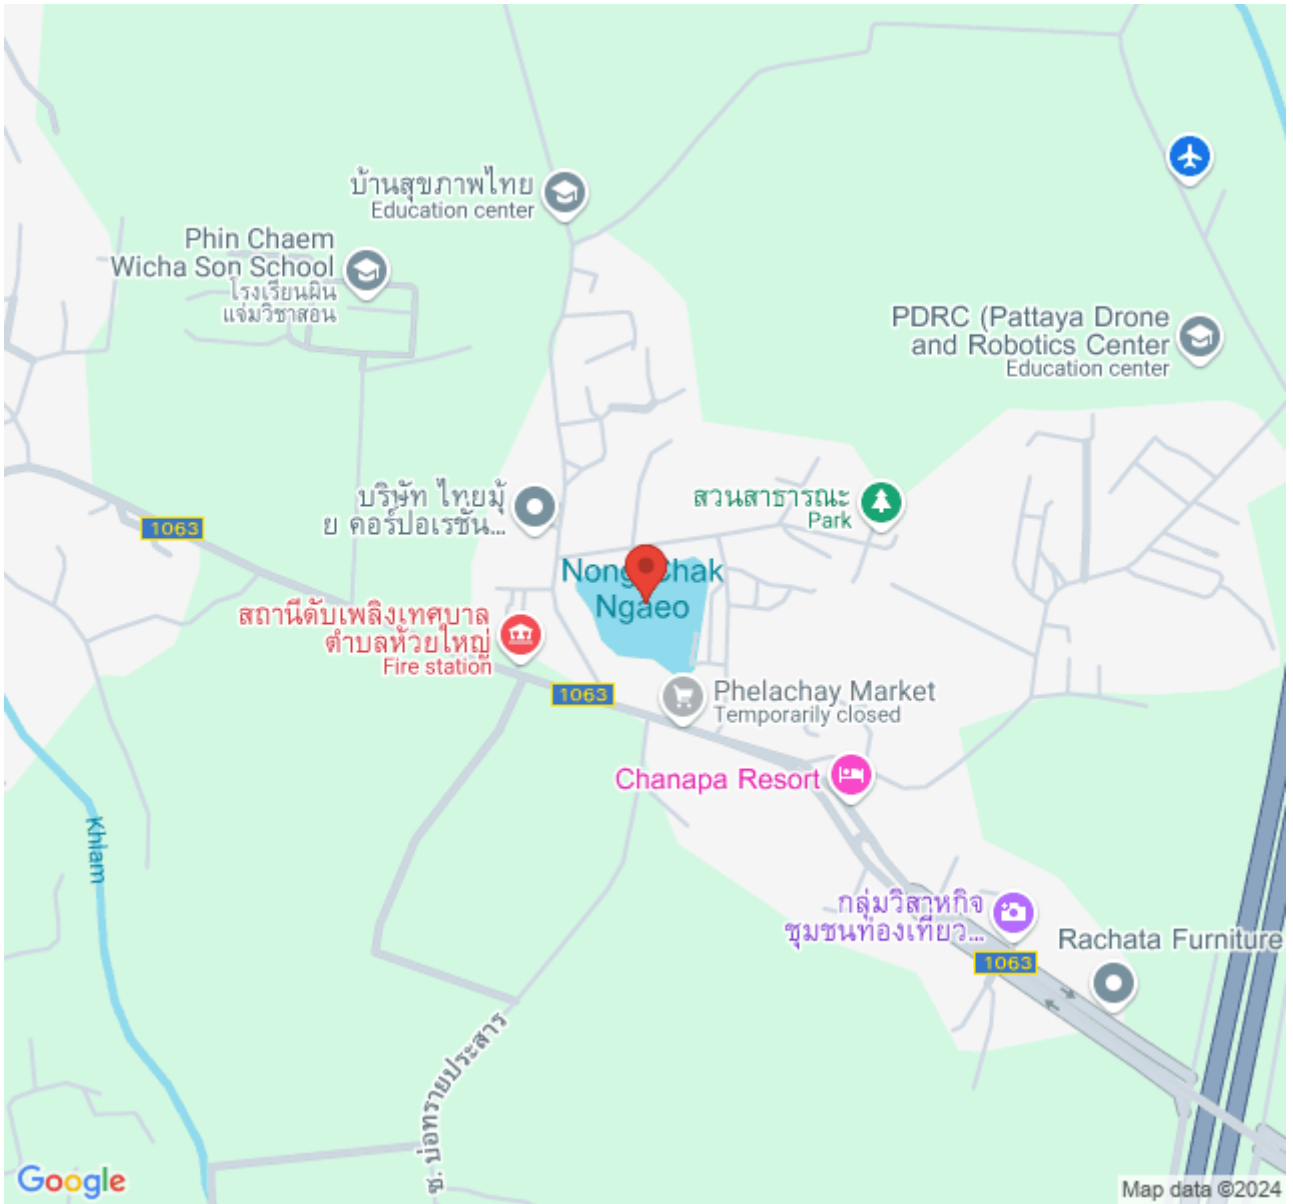 บ้านสุขภาพไทย
Education center
Phin Chaem
Wicha Son School
โรงเรียนผิน
แจ่มวิชาสอน
PDRC (Pattaya Drone
and Robotics Center
Education center
บริษัท ไทยมุ้
ย คอร์ปอเรชั่น...
สวนสาธารณะ
Park
1063
Nong Chak
Ngaeo
สถานีดับเพลิงเทศบาล
ตำบลห้วยใหญ่
Fire station
1063
Phelachay Market
Temporarily closed
Chanapa Resort
Khlam
กลุ่มวิสาหกิจ
ชุมชนท่องเที่ยว...
Rachata Furniture
1063
ซ. บ่อทรายประสาร
Google
Map data ©2024